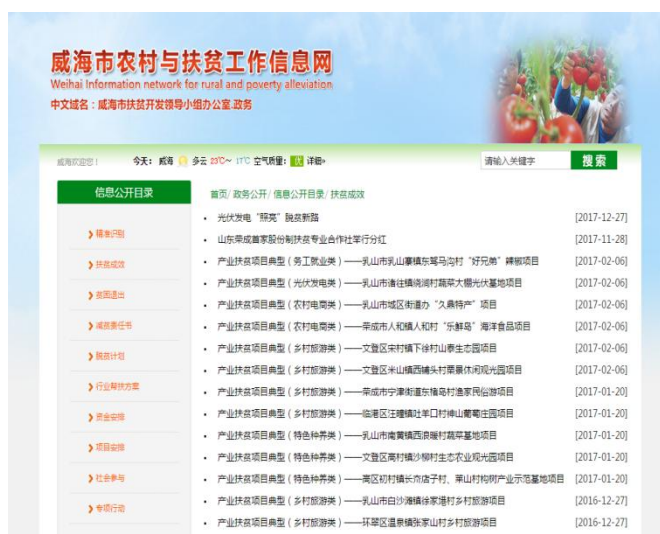 威海市农村与扶贫工作信息网
Weihai Information network for rural and poverty alleviation
中文域名：威海市扶贫开发领导小组办公室.政务
威海欢迎您！ 今天： 威海 多云 23℃～ 17℃ 空气质量： 优 详细»
请输入关键字 搜索
信息公开目录
首页/ 政务公开/ 信息公开目录/ 扶贫成效
精准识别
扶贫成效
贫困退出
减贫责任书
脱贫计划
行业帮扶方案
资金安排
项目安排
社会参与
专项行动
光伏发电“照亮”脱贫新路 [2017-12-27]
山东荣成首家股份制扶贫专业合作社举行分红 [2017-11-28]
产业扶贫项目典型（务工就业类）——乳山市乳山寨镇东驾马沟村“好兄弟”辣椒项目 [2017-02-06]
产业扶贫项目典型（光伏发电类）——乳山市诸往镇绕涧村蔬菜大棚光伏基地项目 [2017-02-06]
产业扶贫项目典型（农村电商类）——乳山市城区街道办“久鼎特产”项目 [2017-02-06]
产业扶贫项目典型（农村电商类）——荣成市人和镇人和村“乐鲜岛”海洋食品项目 [2017-02-06]
产业扶贫项目典型（乡村旅游类）——文登区宋村镇下徐村山泰生态园项目 [2017-02-06]
产业扶贫项目典型（乡村旅游类）——文登区米山镇西铺头村栗景休闲观光园项目 [2017-02-06]
产业扶贫项目典型（乡村旅游类）——荣成市宁津街道东楮岛村渔家民俗游项目 [2017-01-20]
产业扶贫项目典型（乡村旅游类）——临港区汪疃镇吐羊口村神山葡萄庄园项目 [2017-01-20]
产业扶贫项目典型（特色种养类）——乳山市南黄镇西浪暖村蔬菜基地项目 [2017-01-20]
产业扶贫项目典型（特色种养类）——文登区高村镇沙柳村生态农业观光园项目 [2017-01-20]
产业扶贫项目典型（特色种养类）——高区初村镇长夼店子村、莱山村构树产业示范基地项目 [2017-01-20]
产业扶贫项目典型（乡村旅游类）——乳山市白沙滩镇徐家塂村乡村旅游项目 [2016-12-27]
产业扶贫项目典型（乡村旅游类）——环翠区温泉镇张家山村乡村旅游项目 [2016-12-27]